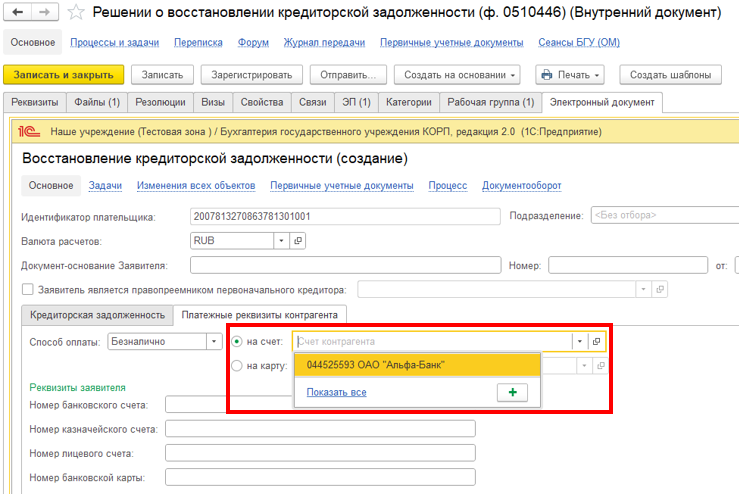 Решении о восстановлении кредиторской задолженности (ф. 0510446) (Внутренний документ)
Основное Процессы и задачи Переписка Форум Журнал передачи Первичные учетные документы Сеансы БГУ (ОМ)
Записать и закрыть Записать Зарегистрировать Отправить... Создать на основании Печать Создать шаблоны
Реквизиты Файлы (1) Резолюции Визы Свойства Связи ЭП (1) Категории Рабочая группа (1) Электронный документ
1С Наше учреждение (Тестовая зона ) / Бухгалтерия государственного учреждения КОРП, редакция 2.0 (1С:Предприятие)
Восстановление кредиторской задолженности (создание)
Основное Задачи Изменения всех объектов Первичные учетные документы Процесс Документооборот
Идентификатор плательщика: 2007813270863781301001 Подразделение: <Без отбора>
Валюта расчетов: RUB
Документ-основание Заявителя: Номер: от:
Заявитель является правопреемником первоначального кредитора:
Кредиторская задолженность Платежные реквизиты контрагента
Способ оплаты: Безналично на счет: Счет контрагента
на карту: 044525593 ОАО "Альфа-Банк"
Показать все
Реквизиты заявителя
Номер банковского счета:
Номер казначейского счета:
Номер лицевого счета:
Номер банковской карты: